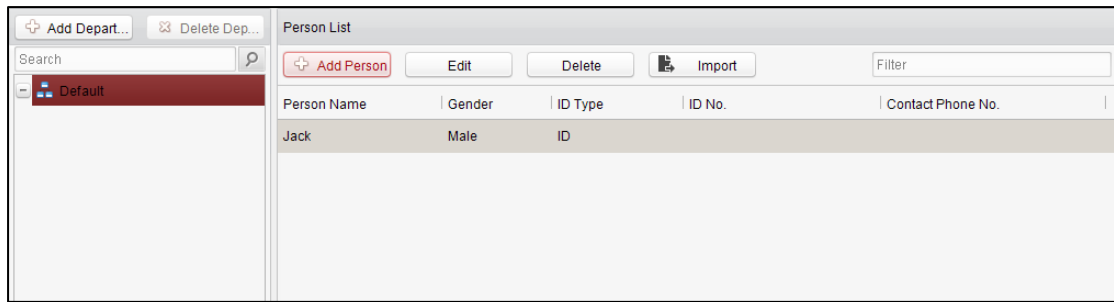 Add Depart... Delete Dep...
Search
Default
Person List
Add Person Edit Delete Import Filter
Person Name Gender ID Type ID No. Contact Phone No.
Jack Male ID